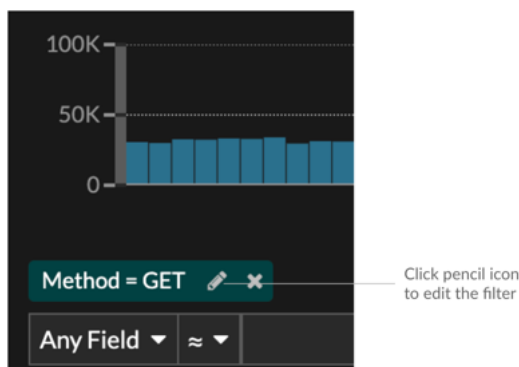 100K
50K
0
Method = GET
Click pencil icon
to edit the filter
Any Field ≈